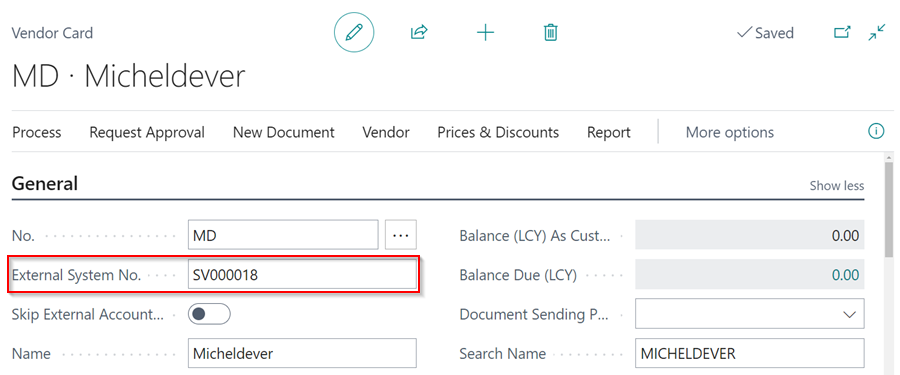 Vendor Card
Saved
MD · Micheldever
Process Request Approval New Document Vendor Prices & Discounts Report More options
General Show less
No. MD ... Balance (LCY) As Cust... 0.00
External System No. SV000018 Balance Due (LCY) 0.00
Skip External Account... Document Sending P...
Name Micheldever Search Name MICHELDEVER